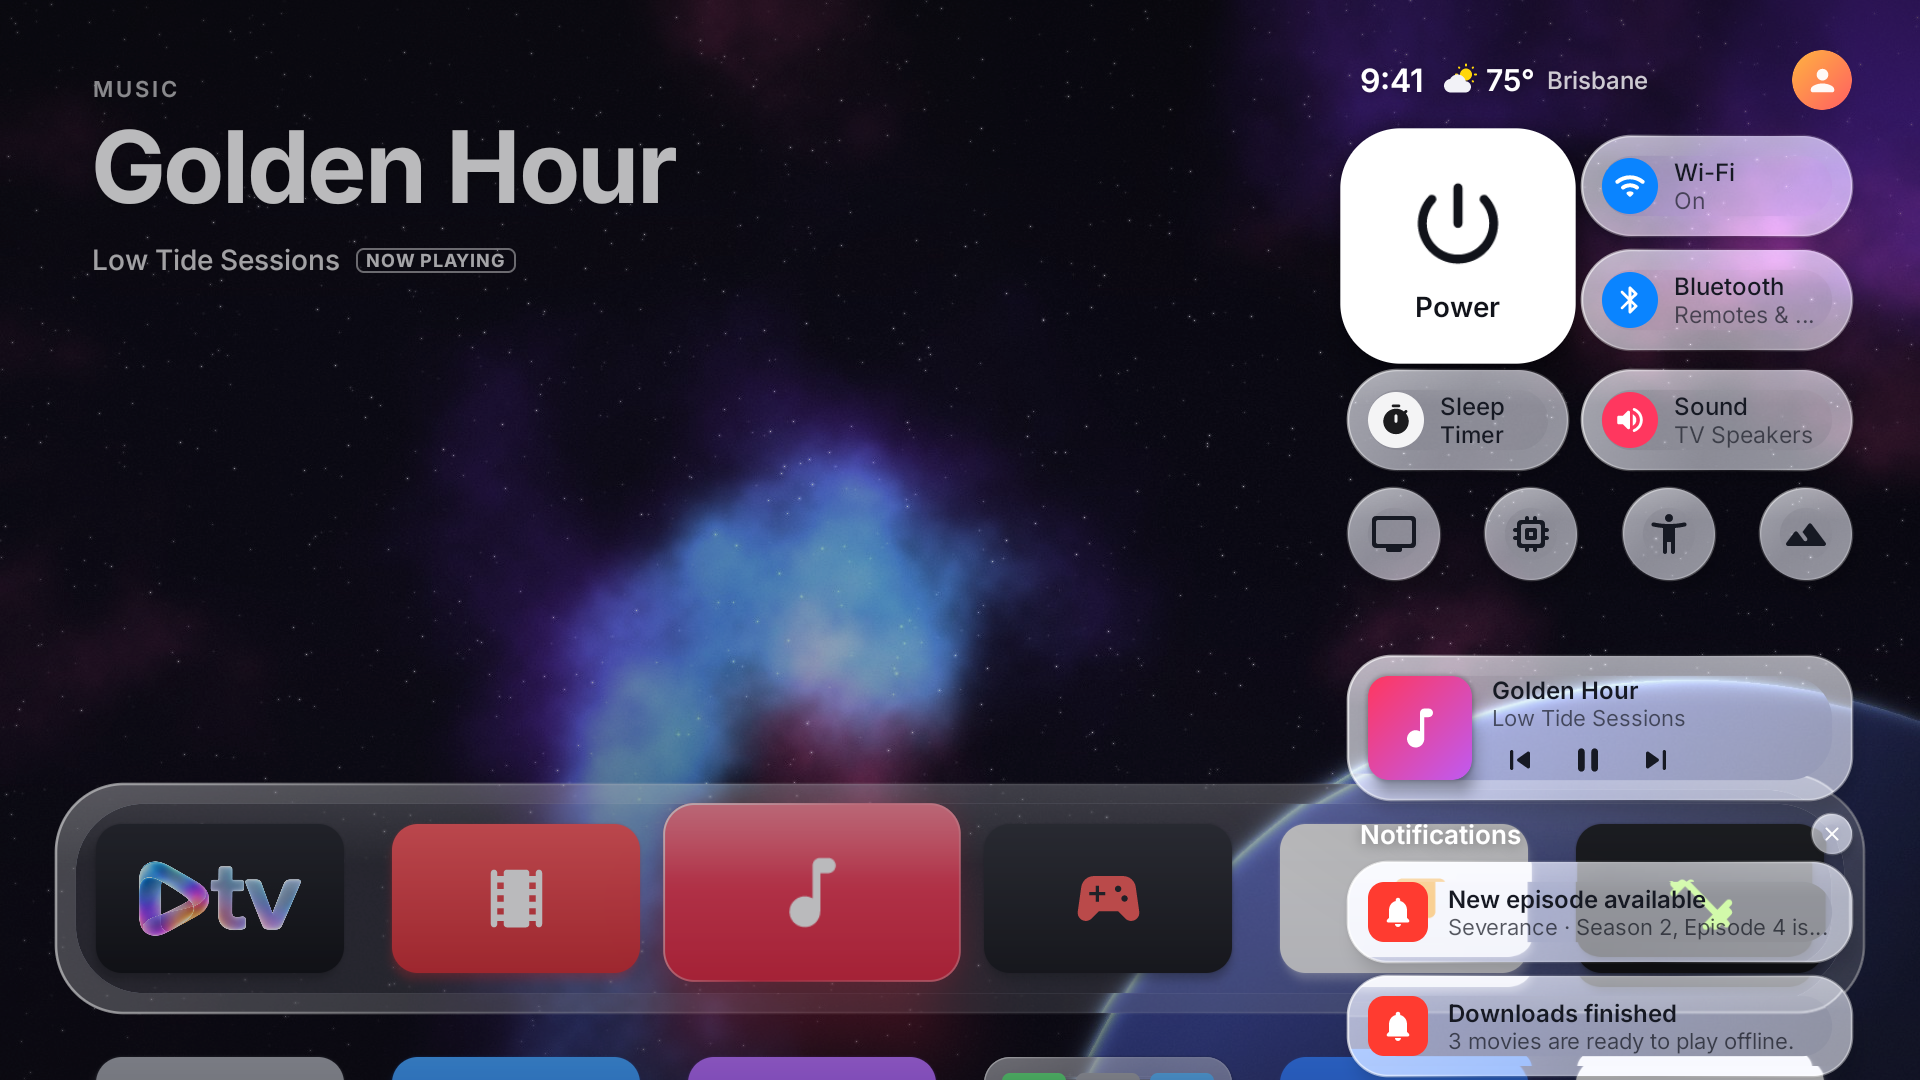 MUSIC
Golden Hour
Low Tide Sessions NOW PLAYING
9:41 75° Brisbane
Power
Wi-Fi
On
Bluetooth
Remotes & ...
Sleep
Timer
Sound
TV Speakers
Golden Hour
Low Tide Sessions
tv
Notifications
New episode available
Severance · Season 2, Episode 4 is...
Downloads finished
3 movies are ready to play offline.